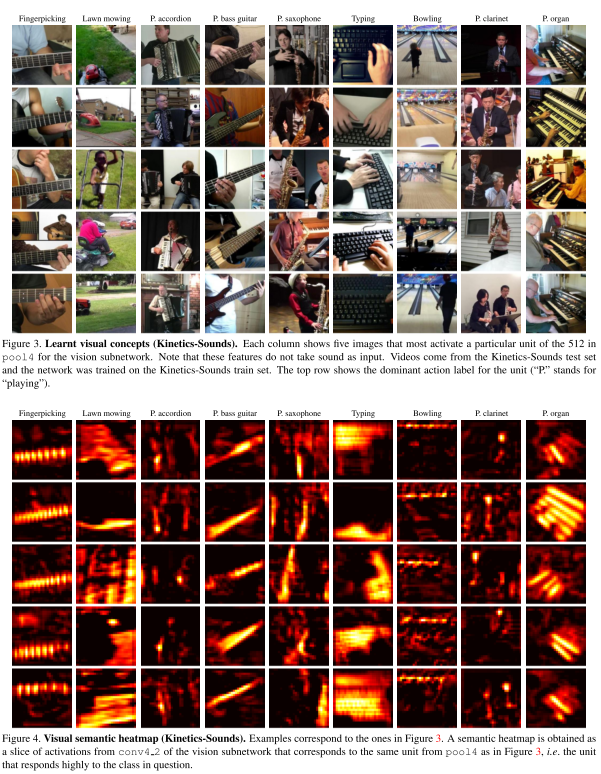 Fingerpicking Lawn mowing P. accordion P. bass guitar P. saxophone Typing Bowling P. clarinet P. organ
Figure 3. Learnt visual concepts (Kinetics-Sounds). Each column shows five images that most activate a particular unit of the 512 in
pool4 for the vision subnetwork. Note that these features do not take sound as input. Videos come from the Kinetics-Sounds test set
and the network was trained on the Kinetics-Sounds train set. The top row shows the dominant action label for the unit (“P.” stands for
“playing”).
Fingerpicking Lawn mowing P. accordion P. bass guitar P. saxophone Typing Bowling P. clarinet P. organ
Figure 4. Visual semantic heatmap (Kinetics-Sounds). Examples correspond to the ones in Figure 3. A semantic heatmap is obtained as
a slice of activations from conv4_2 of the vision subnetwork that corresponds to the same unit from pool4 as in Figure 3, i.e. the unit
that responds highly to the class in question.